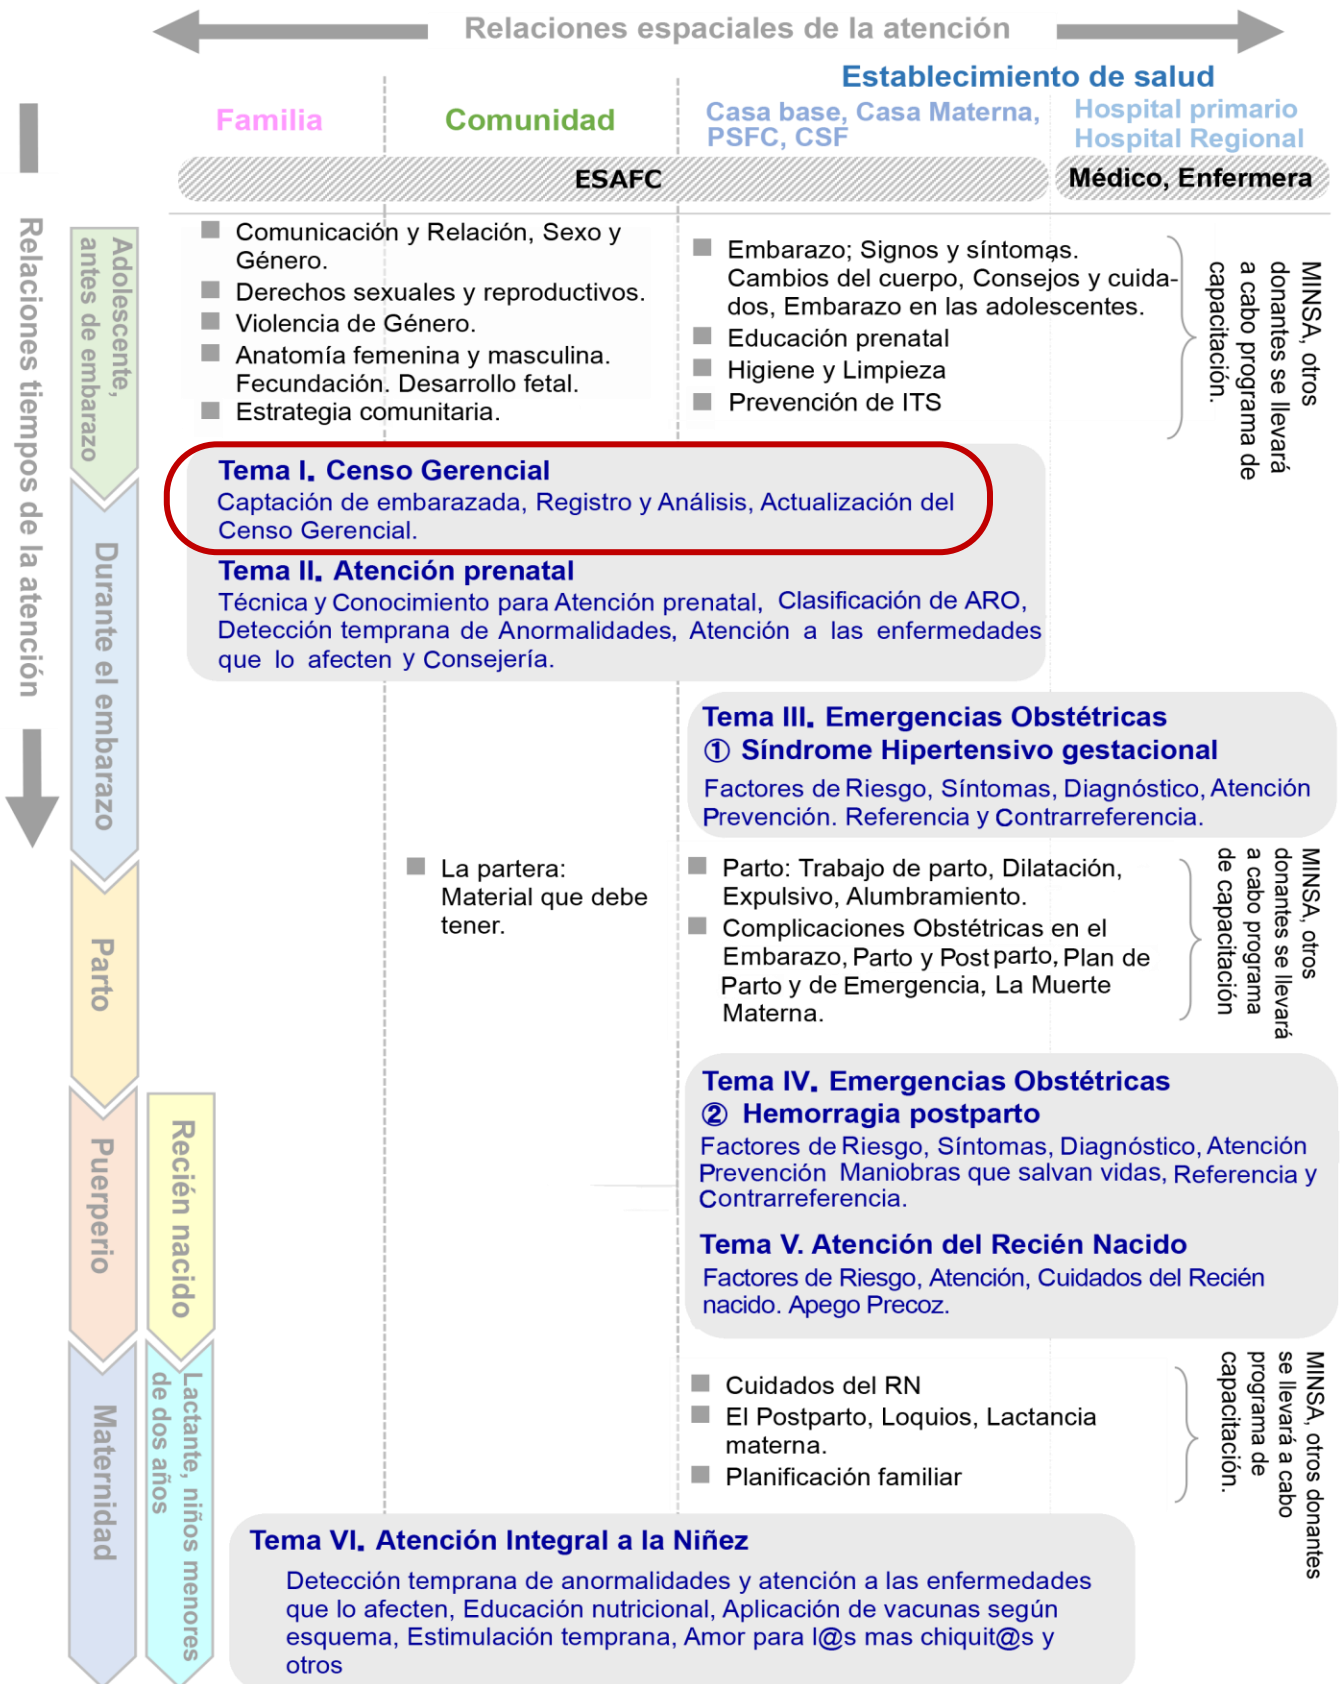 Relaciones espaciales de la atención
Establecimiento de salud
Familia
Comunidad
Casa base, Casa Materna,
PSFC, CSF
Hospital primario
Hospital Regional
ESAFC
Médico, Enfermera
Relaciones tiempos de la atención
Adolescente,
antes de embarazo
■ Comunicación y Relación, Sexo y
Género.
■ Derechos sexuales y reproductivos.
■ Violencia de Género.
■ Anatomía femenina y masculina.
Fecundación. Desarrollo fetal.
■ Estrategia comunitaria.
■ Embarazo; Signos y síntomas.
Cambios del cuerpo, Consejos y cuida-
dos, Embarazo en las adolescentes.
■ Educación prenatal
■ Higiene y Limpieza
■ Prevención de ITS
MINSA, otros
donantes se llevará
a cabo programa de
capacitación.
Tema I. Censo Gerencial
Captación de embarazada, Registro y Análisis, Actualización del
Censo Gerencial.
Durante el embarazo
Tema II. Atención prenatal
Técnica y Conocimiento para Atención prenatal, Clasificación de ARO,
Detección temprana de Anormalidades, Atención a las enfermedades
que lo afecten y Consejería.
Tema III. Emergencias Obstétricas
① Síndrome Hipertensivo gestacional
Factores de Riesgo, Síntomas, Diagnóstico, Atención
Prevención. Referencia y Contrarreferencia.
Parto
■ La partera:
Material que debe
tener.
■ Parto: Trabajo de parto, Dilatación,
Expulsivo, Alumbramiento.
■ Complicaciones Obstétricas en el
Embarazo, Parto y Post parto, Plan de
Parto y de Emergencia, La Muerte
Materna.
MINSA, otros
donantes se llevará
a cabo programa
de capacitación
Puerperio
Recién nacido
Tema IV. Emergencias Obstétricas
② Hemorragia postparto
Factores de Riesgo, Síntomas, Diagnóstico, Atención
Prevención Maniobras que salvan vidas, Referencia y
Contrarreferencia.
Tema V. Atención del Recién Nacido
Factores de Riesgo, Atención, Cuidados del Recién
nacido. Apego Precoz.
Maternidad
Lactante, niños menores
de dos años
■ Cuidados del RN
■ El Postparto, Loquios, Lactancia
materna.
■ Planificación familiar
MINSA, otros donantes
se llevará a cabo
programa de
capacitación.
Tema VI. Atención Integral a la Niñez
Detección temprana de anormalidades y atención a las enfermedades
que lo afecten, Educación nutricional, Aplicación de vacunas según
esquema, Estimulación temprana, Amor para l@s mas chiquit@s y
otros